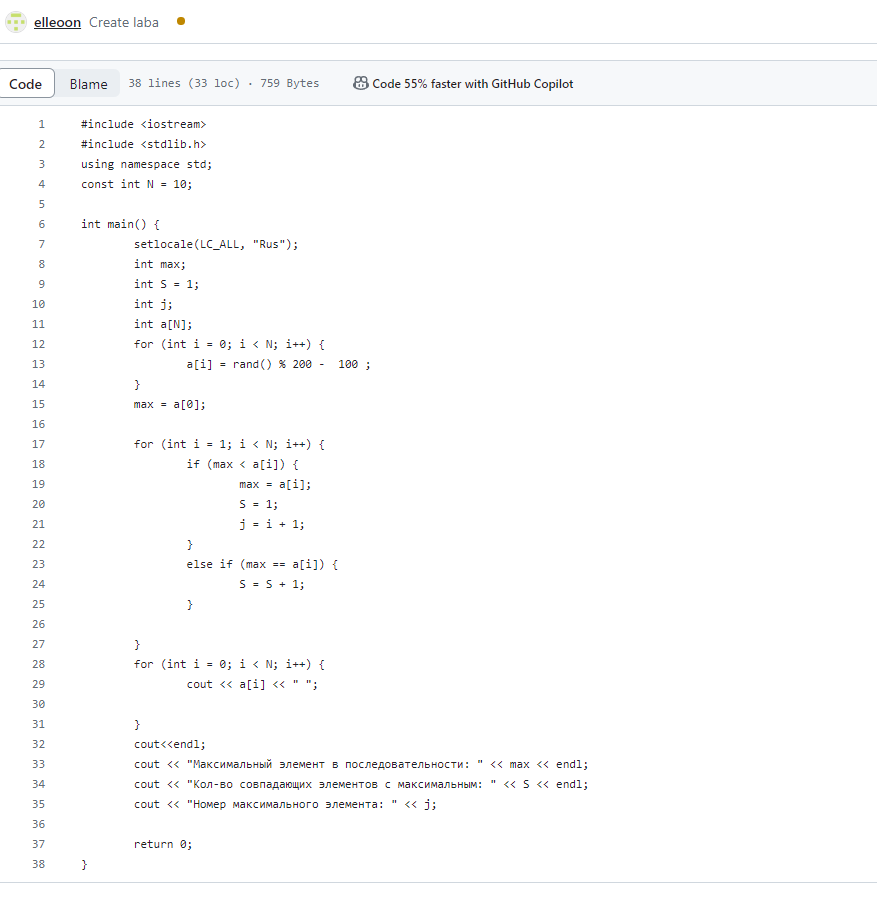 elleoon Create laba
Code Blame 38 lines (33 loc) · 759 Bytes Code 55% faster with GitHub Copilot
1 #include <iostream>
2 #include <stdlib.h>
3 using namespace std;
4 const int N = 10;
5
6 int main() {
7 setlocale(LC_ALL, "Rus");
8 int max;
9 int S = 1;
10 int j;
11 int a[N];
12 for (int i = 0; i < N; i++) {
13 a[i] = rand() % 200 -  100 ;
14 }
15 max = a[0];
16
17 for (int i = 1; i < N; i++) {
18 if (max < a[i]) {
19 max = a[i];
20 S = 1;
21 j = i + 1;
22 }
23 else if (max == a[i]) {
24 S = S + 1;
25 }
26
27 }
28 for (int i = 0; i < N; i++) {
29 cout << a[i] << " ";
30
31 }
32 cout<<endl;
33 cout << "Максимальный элемент в последовательности: " << max << endl;
34 cout << "Кол-во совпадающих элементов с максимальным: " << S << endl;
35 cout << "Номер максимального элемента: " << j;
36
37 return 0;
38 }